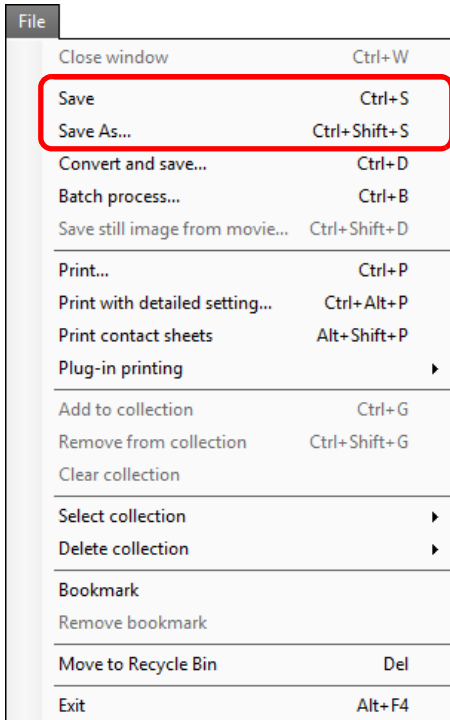 File
Close window Ctrl+W
Save Ctrl+S
Save As... Ctrl+Shift+S
Convert and save... Ctrl+D
Batch process... Ctrl+B
Save still image from movie... Ctrl+Shift+D
Print... Ctrl+P
Print with detailed setting... Ctrl+Alt+P
Print contact sheets Alt+Shift+P
Plug-in printing
Add to collection Ctrl+G
Remove from collection Ctrl+Shift+G
Clear collection
Select collection
Delete collection
Bookmark
Remove bookmark
Move to Recycle Bin Del
Exit Alt+F4